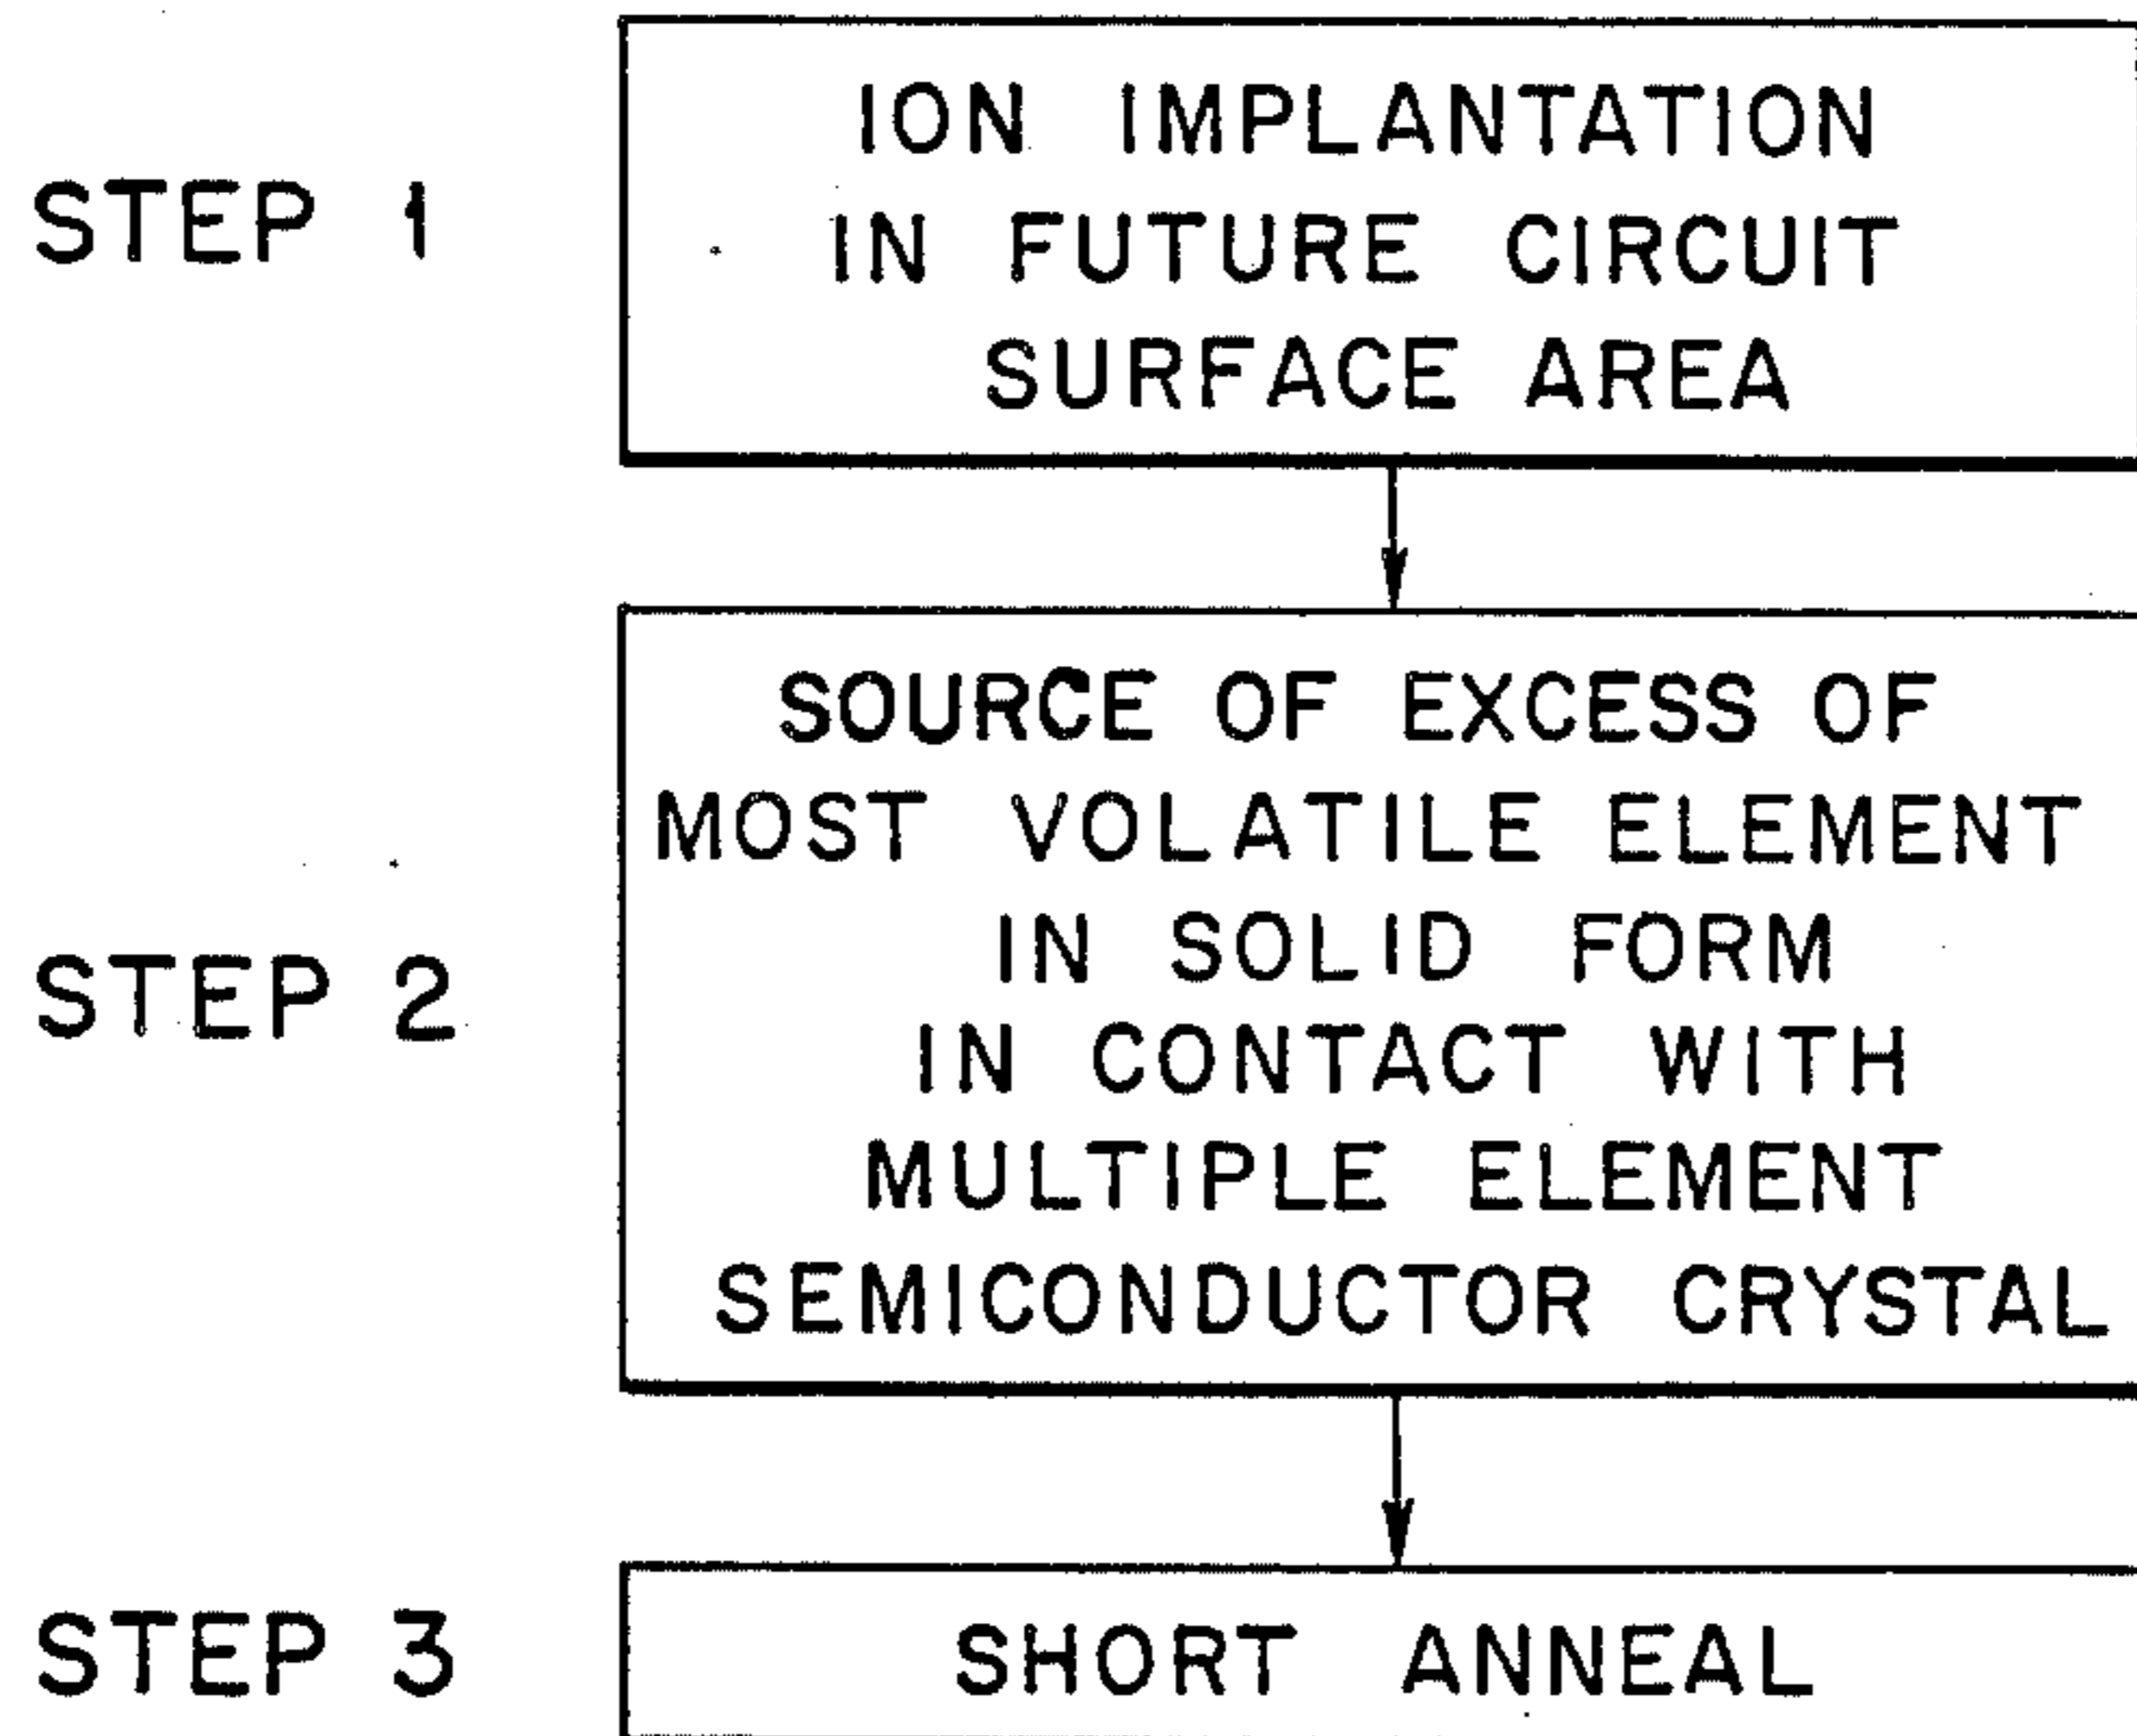 STEP 1
ION IMPLANTATION
IN FUTURE CIRCUIT
SURFACE AREA
STEP 2
SOURCE OF EXCESS OF
MOST VOLATILE ELEMENT
IN SOLID FORM
IN CONTACT WITH
MULTIPLE ELEMENT
SEMICONDUCTOR CRYSTAL
STEP 3
SHORT ANNEAL